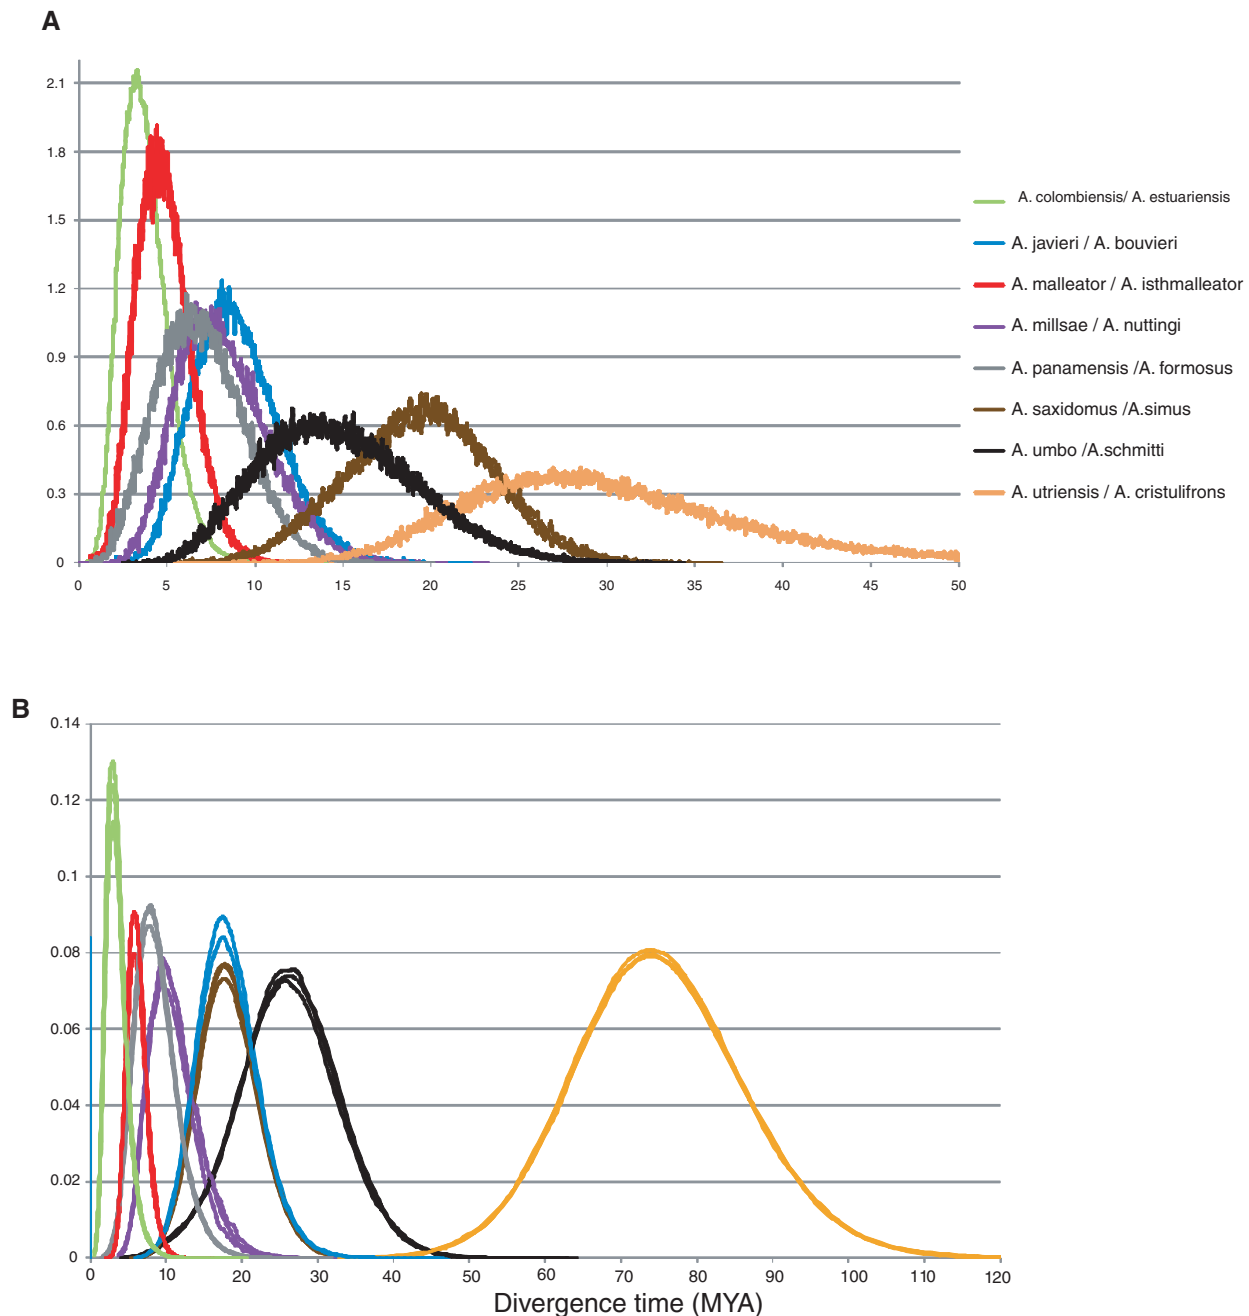 A
2.1
1.8
1.5
1.2
0.9
0.6
0.3
0
0 5 10 15 20 25 30 35 40 45 50
A. colombiensis/ A. estuariensis
A. javieri / A. bouvieri
A. malleator / A. isthmalleator
A. millsae / A. nuttingi
A. panamensis /A. formosus
A. saxidomus /A.simus
A. umbo /A.schmitti
A. utriensis / A. cristulifrons
B
0.14
0.12
0.1
0.08
0.06
0.04
0.02
0
0 10 20 30 40 50 60 70 80 90 100 110 120
Divergence time (MYA)